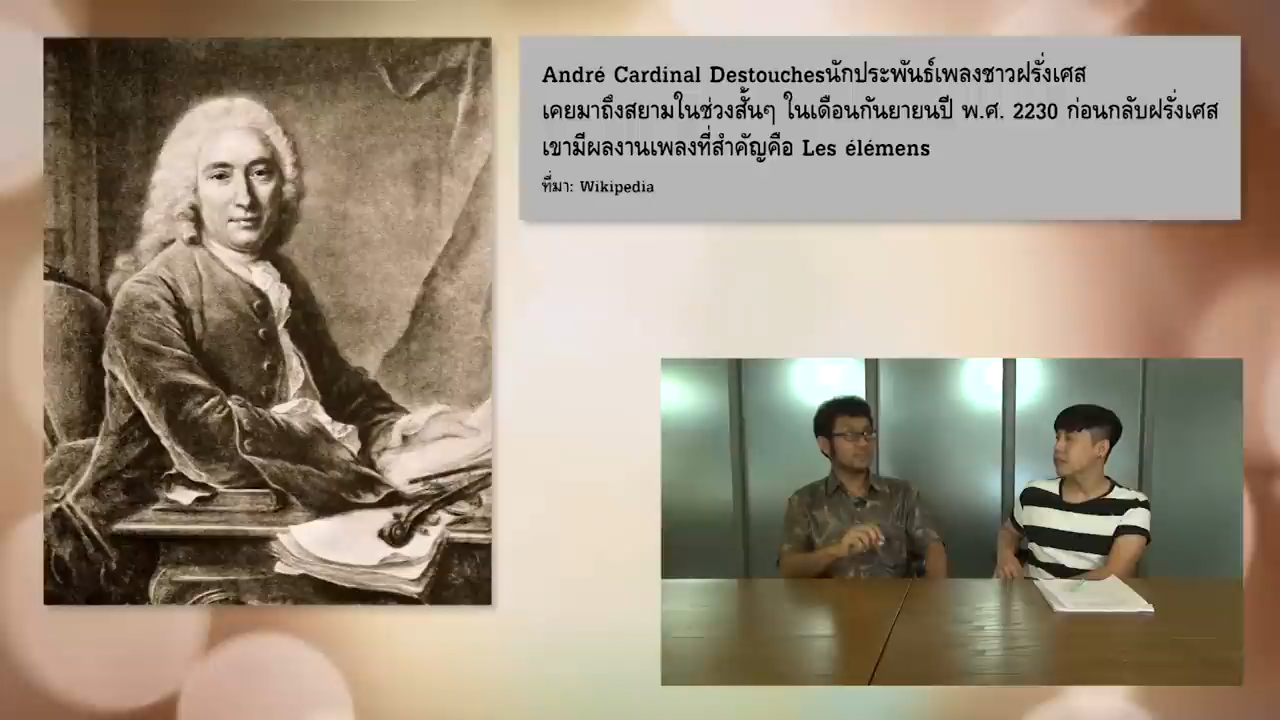 André Cardinal Destouchesนักประพันธ์เพลงชาวฝรั่งเศส
เคยมาถึงสยามในช่วงสั้นๆ ในเดือนกันยายนปี พ.ศ. 2230 ก่อนกลับฝรั่งเศส
เขามีผลงานเพลงที่สำคัญคือ Les élémens
ที่มา: Wikipedia